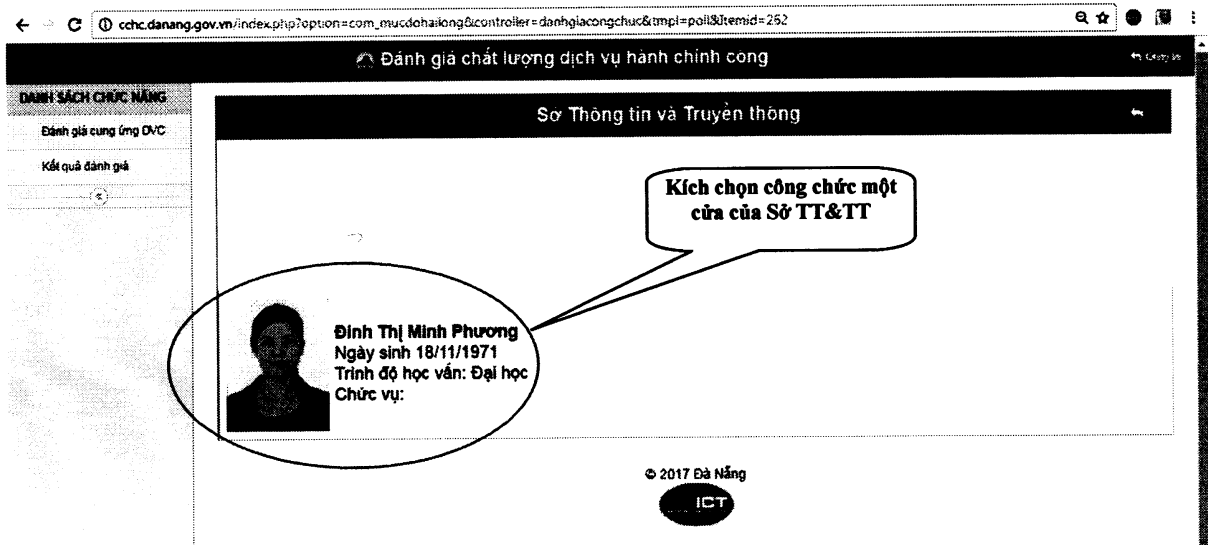 cchc.danang.gov.vn/index.php?option=com_mucdohailong&controller=danhgiacongchuc&tmpl=poll&Itemid=262
Đánh giá chất lượng dịch vụ hành chính công
DANH SÁCH CHỨC NĂNG
Đánh giá cung ứng DVC
Kết quả đánh giá
Sở Thông tin và Truyền thông
Kích chọn công chức một
cửa của Sở TT&TT
Đinh Thị Minh Phương
Ngày sinh 18/11/1971
Trình độ học vấn: Đại học
Chức vụ:
© 2017 Đà Nẵng
ICT